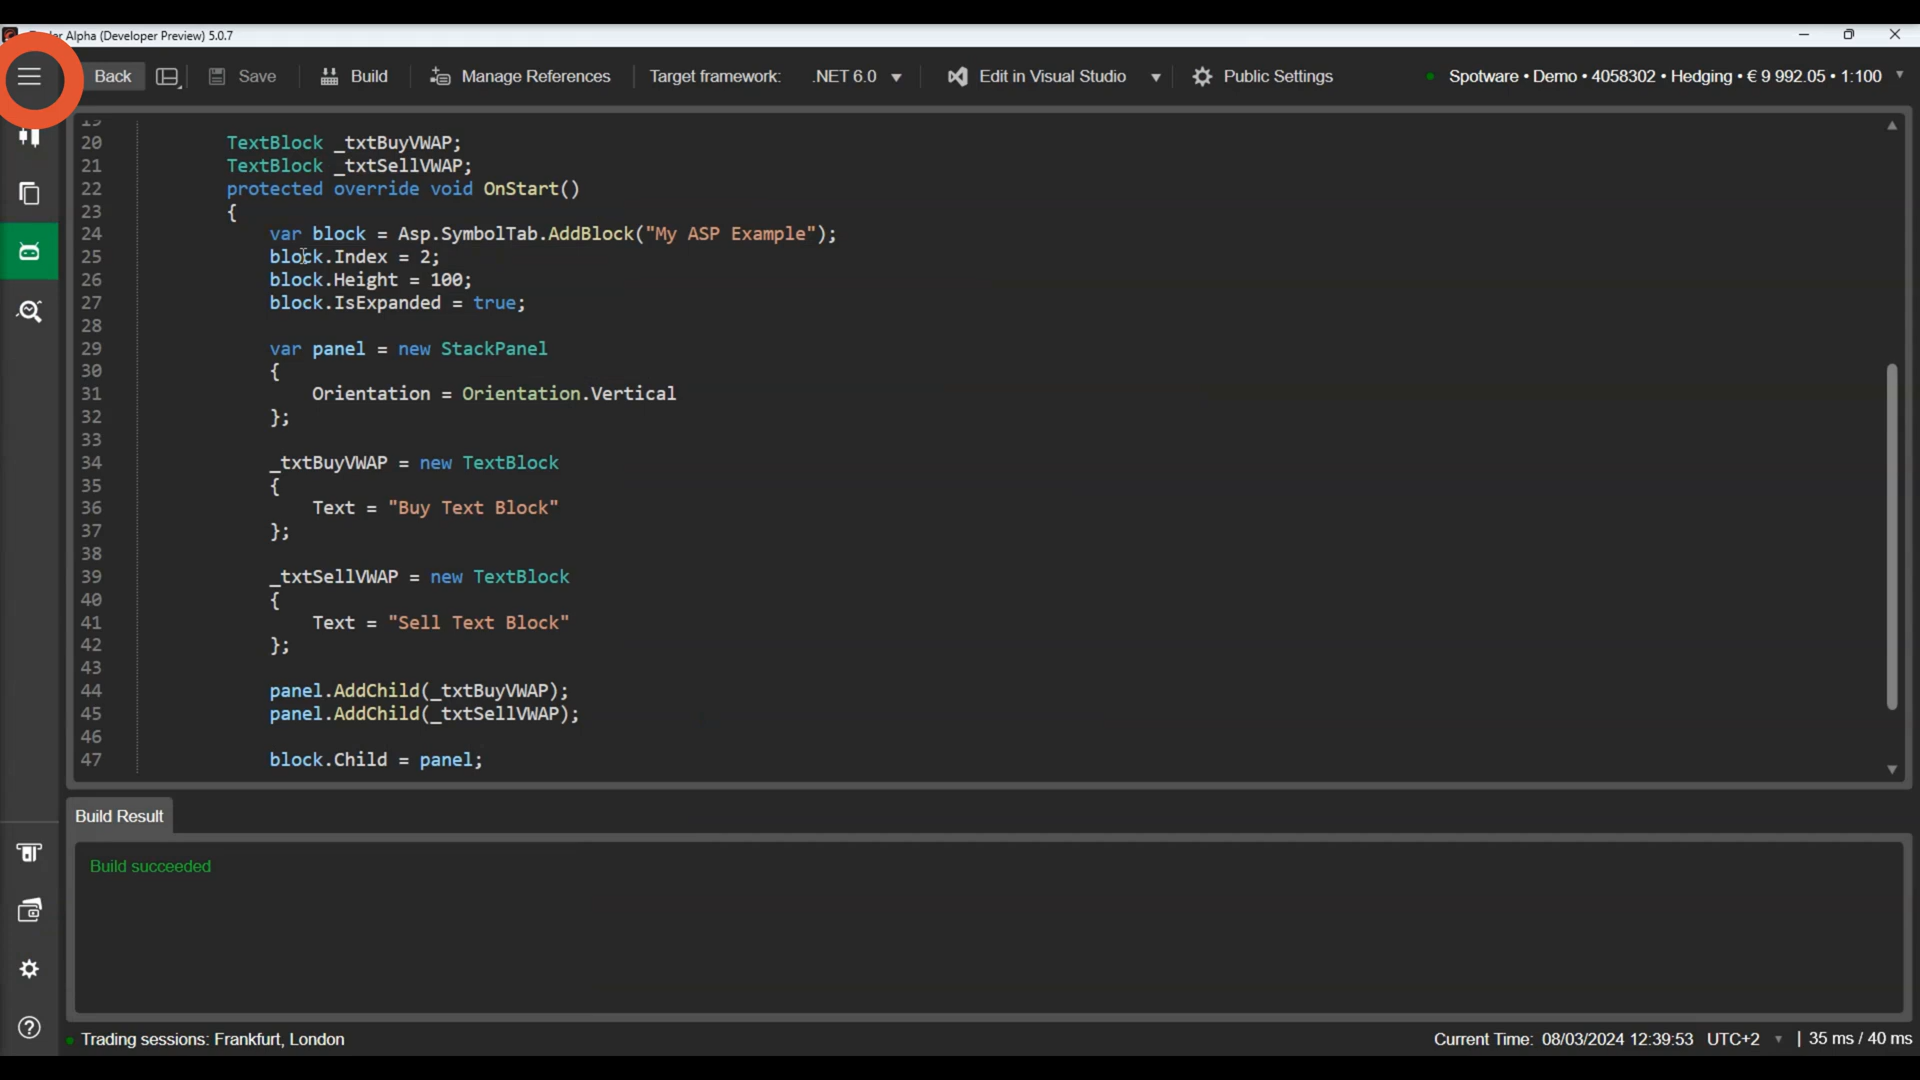 Alpha (Developer Preview) 5.0.7
Back Save Build Manage References Target framework: .NET 6.0 Edit in Visual Studio Public Settings Spotware • Demo • 4058302 • Hedging • € 9 992.05 • 1:100
19
20 TextBlock _txtBuyVWAP;
21 TextBlock _txtSellVWAP;
22 protected override void OnStart()
23 {
24 var block = Asp.SymbolTab.AddBlock("My ASP Example");
25 block.Index = 2;
26 block.Height = 100;
27 block.IsExpanded = true;
28
29 var panel = new StackPanel
30 {
31 Orientation = Orientation.Vertical
32 };
33
34 _txtBuyVWAP = new TextBlock
35 {
36 Text = "Buy Text Block"
37 };
38
39 _txtSellVWAP = new TextBlock
40 {
41 Text = "Sell Text Block"
42 };
43
44 panel.AddChild(_txtBuyVWAP);
45 panel.AddChild(_txtSellVWAP);
46
47 block.Child = panel;
Build Result
Build succeeded
Trading sessions: Frankfurt, London Current Time: 08/03/2024 12:39:53 UTC+2 | 35 ms / 40 ms